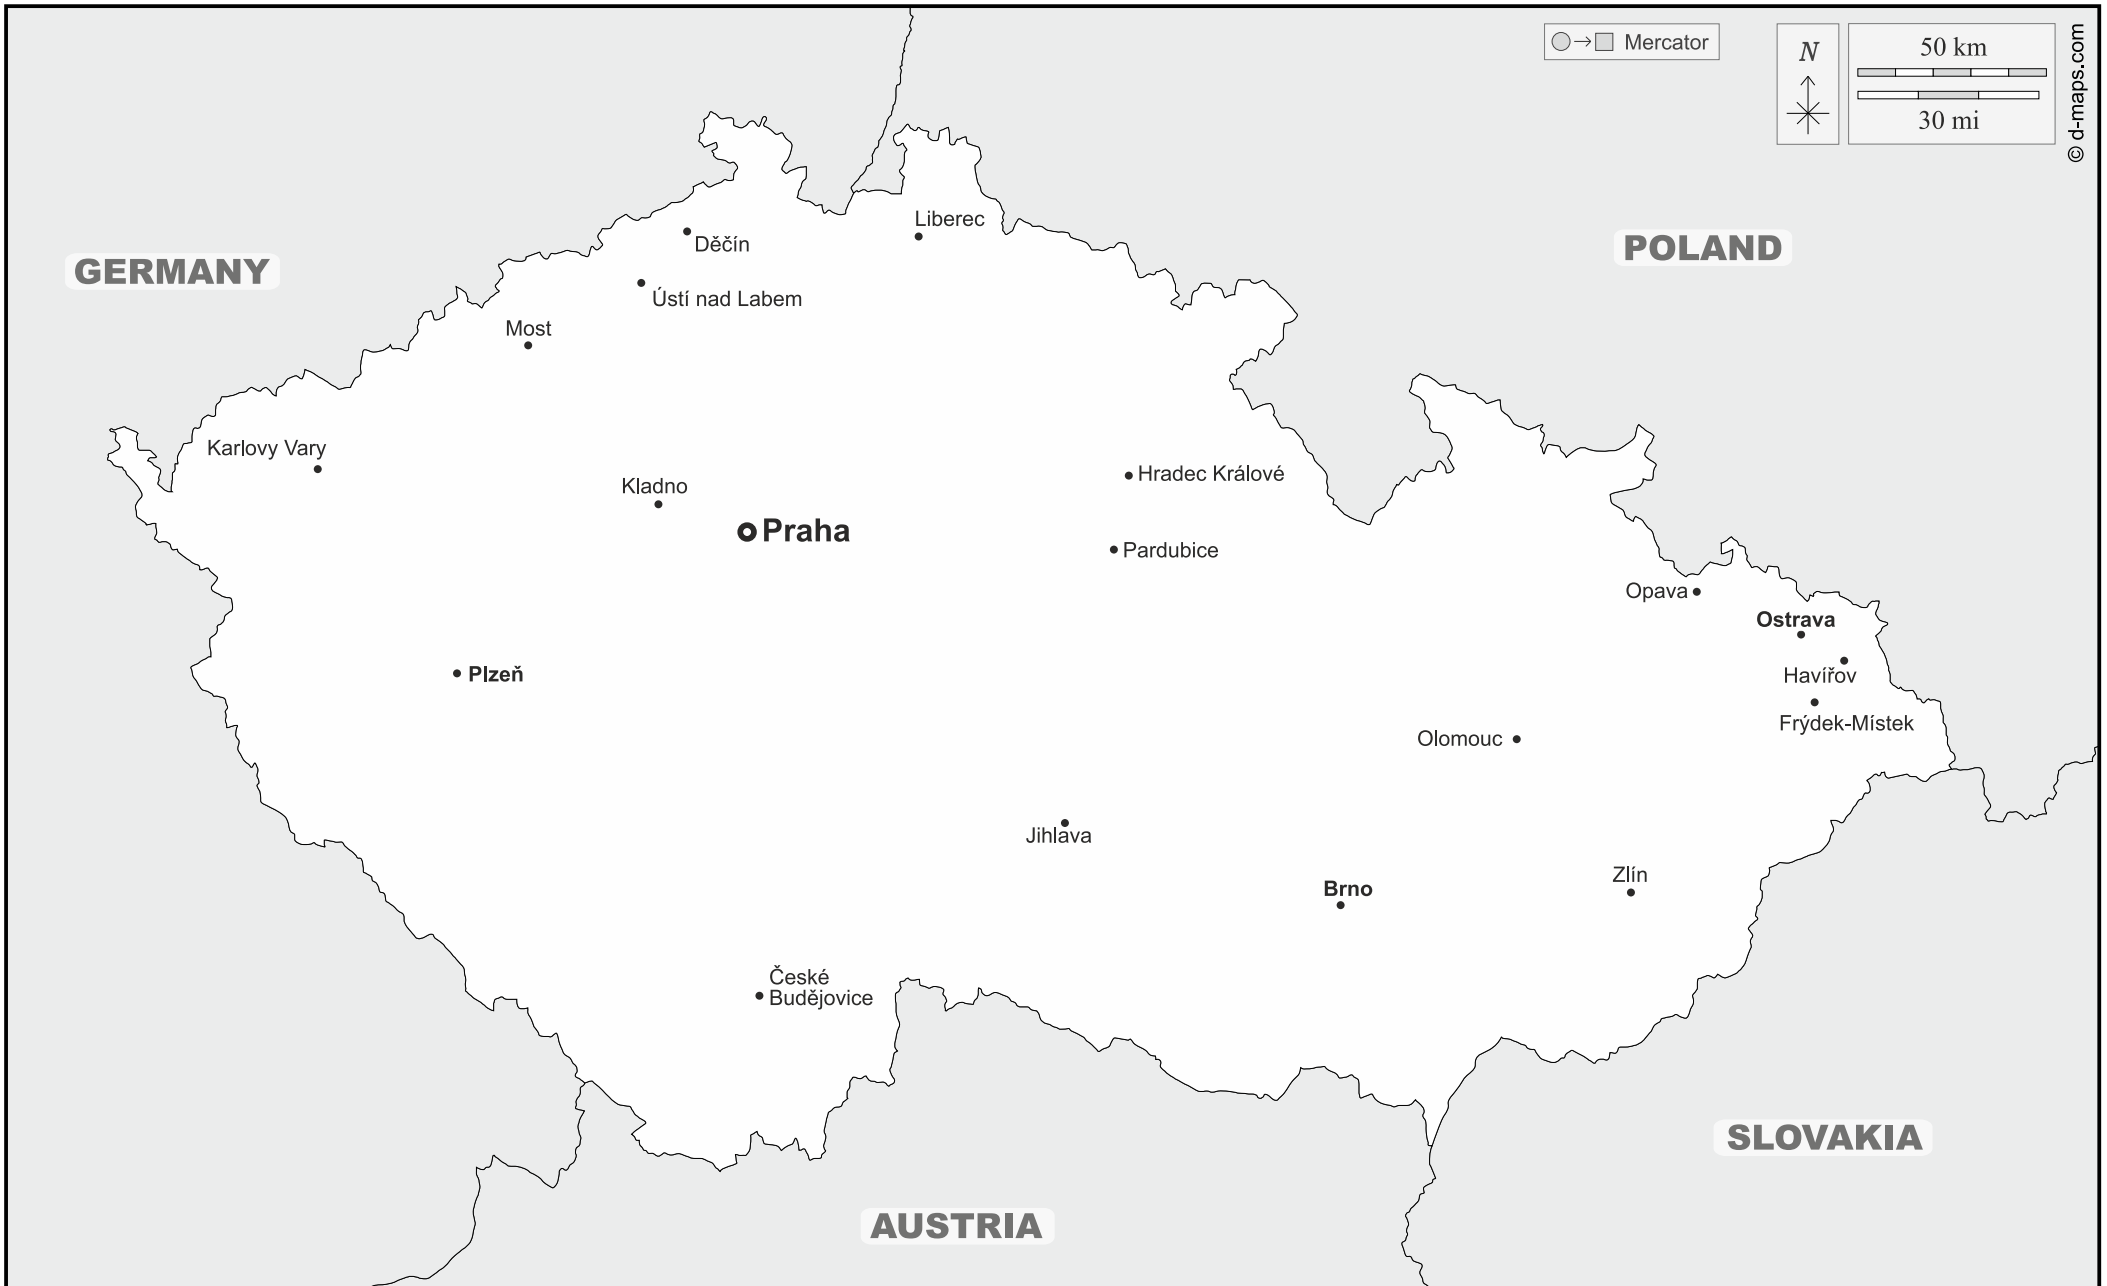 Mercator
N
50 km
30 mi
© d-maps.com
Liberec
Děčín
POLAND
GERMANY
Ústí nad Labem
Most
Karlovy Vary
Kladno
Hradec Králové
Praha
Pardubice
Opava
Ostrava
Plzeň
Havířov
Frýdek-Místek
Olomouc
Jihlava
Zlín
Brno
České
Budějovice
SLOVAKIA
AUSTRIA